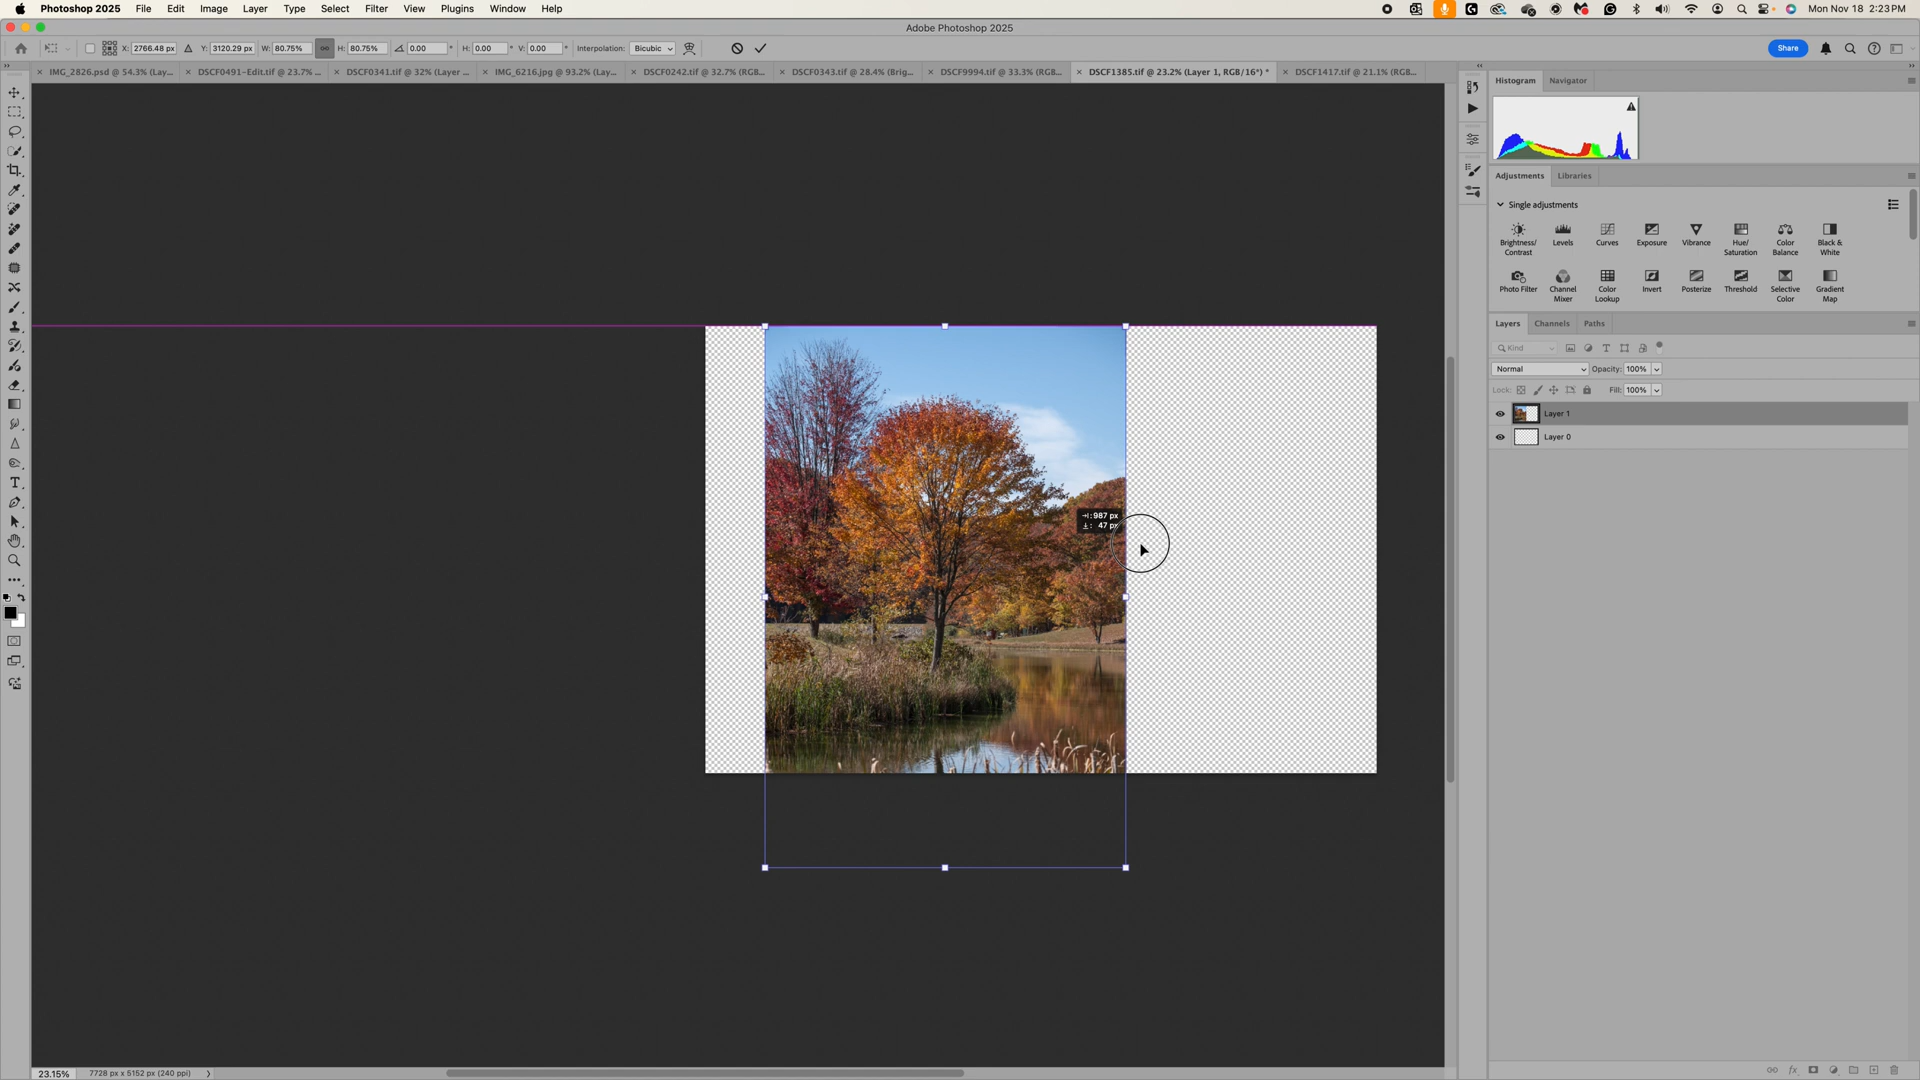 Photoshop 2025 File Edit Image Layer Type Select Filter View Plugins Window Help
Mon Nov 18 2:23 PM
Adobe Photoshop 2025
X: 2766.48 px Y: 3120.29 px W: 80.75% H: 80.75% 0.00 ° H: 0.00 ° V: 0.00 ° Interpolation: Bicubic
Share
IMG_2826.psd @ 54.3% (Lay... DSCF0491-Edit.tif @ 23.7% ... DSCF0341.tif @ 32% (Layer ... IMG_6216.jpg @ 93.2% (Lay... DSCF0242.tif @ 32.7% (RGB... DSCF0343.tif @ 28.4% (Brig... DSCF9994.tif @ 33.3% (RGB... DSCF1385.tif @ 23.2% (Layer 1, RGB/16*) * DSCF1417.tif @ 21.1% (RGB...
Histogram Navigator
Adjustments Libraries
Single adjustments
Brightness/ Contrast Levels Curves Exposure Vibrance Hue/ Saturation Color Balance Black & White
Photo Filter Channel Mixer Color Lookup Invert Posterize Threshold Selective Color Gradient Map
Layers Channels Paths
Kind
Normal Opacity: 100%
Lock: Fill: 100%
Layer 1
Layer 0
: 987 px
: 47 px
23.15% 7728 px x 5152 px (240 ppi)